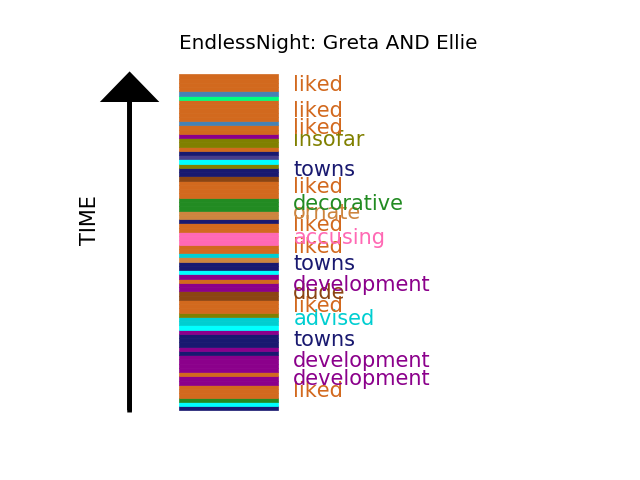 EndlessNight: Greta AND Ellie
liked
liked
liked
insofar
towns
liked
decorative
ornate
liked
accusing
liked
towns
development
dude
liked
advised
towns
development
development
liked
TIME